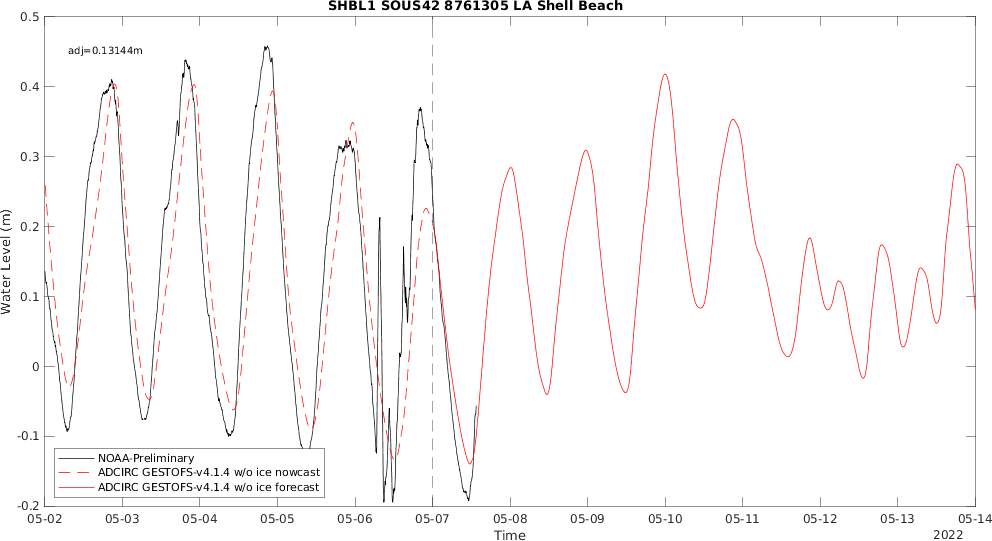 SHBL1 SOUS42 8761305 LA Shell Beach
adj=0.13144m
0.5
0.4
0.3
0.2
0.1
0
-0.1
-0.2
Water Level (m)
NOAA-Preliminary
ADCIRC GESTOFS-v4.1.4 w/o ice nowcast
ADCIRC GESTOFS-v4.1.4 w/o ice forecast
05-02 05-03 05-04 05-05 05-06 05-07 05-08 05-09 05-10 05-11 05-12 05-13 05-14
Time
2022